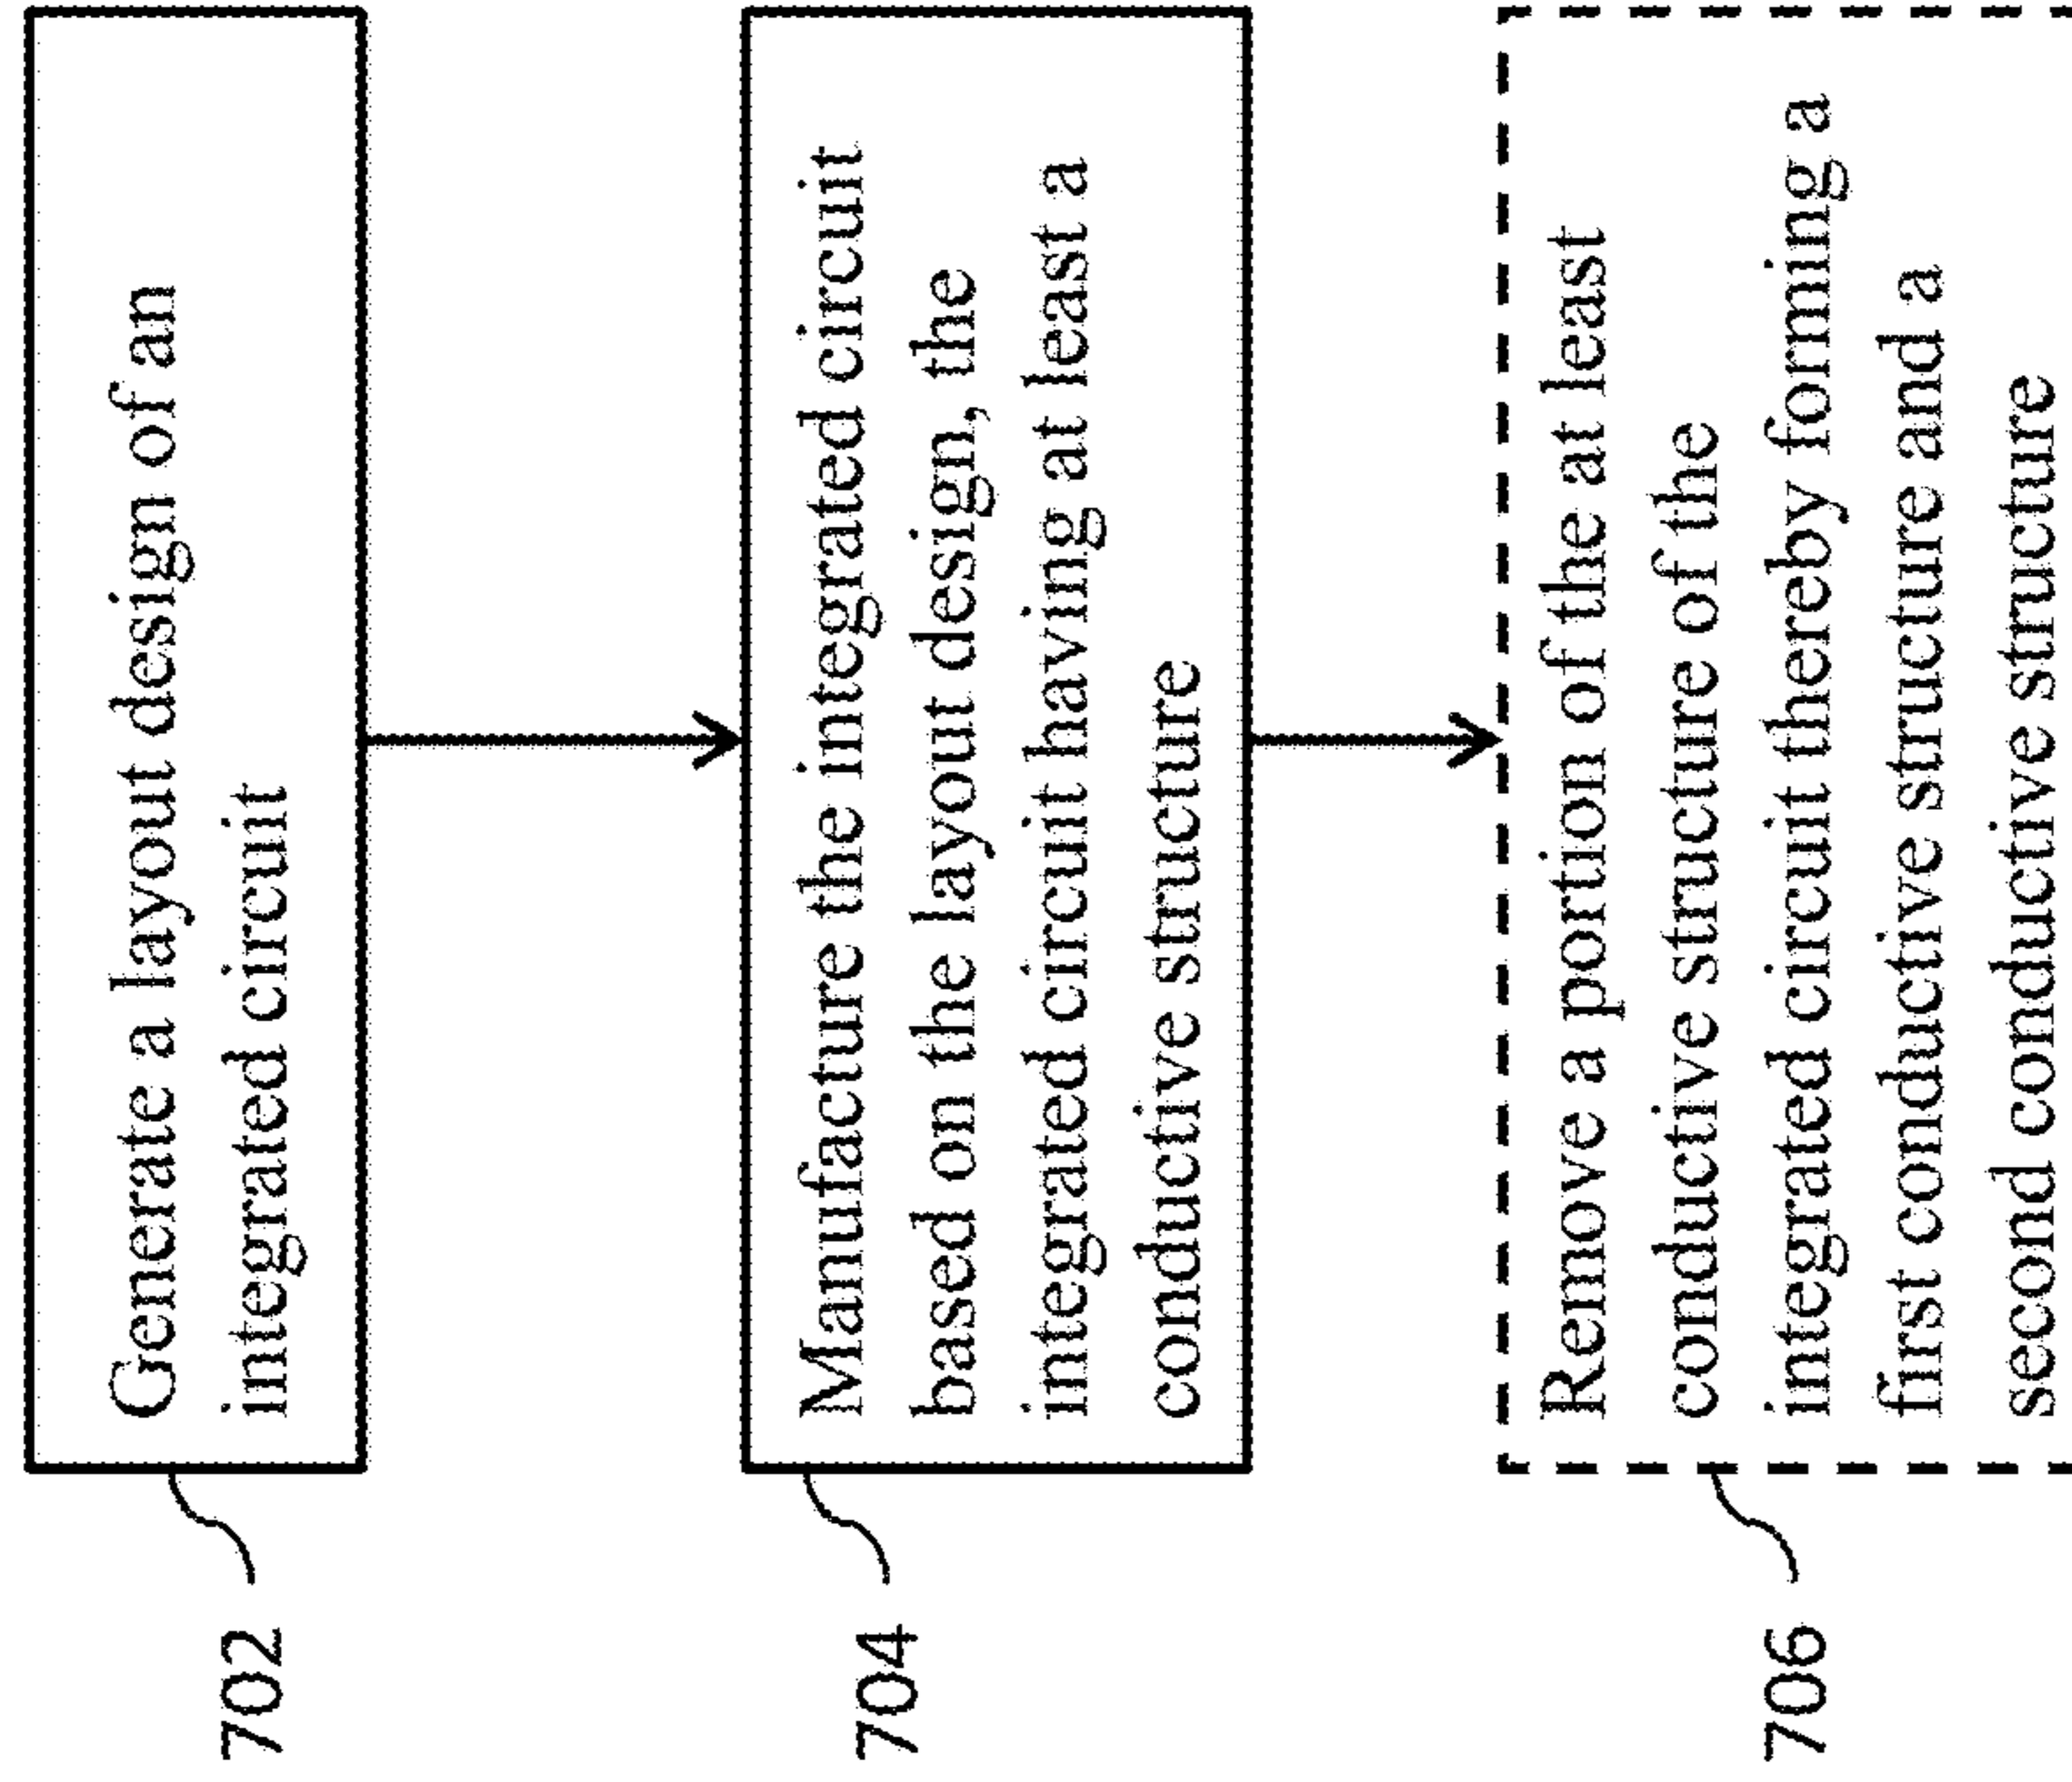 702
Generate a layout design of an
integrated circuit
704
Manufacture the integrated circuit
based on the layout design, the
integrated circuit having at least a
conductive structure
706
Remove a portion of the at least
conductive structure of the
integrated circuit thereby forming a
first conductive structure and a
second conductive structure